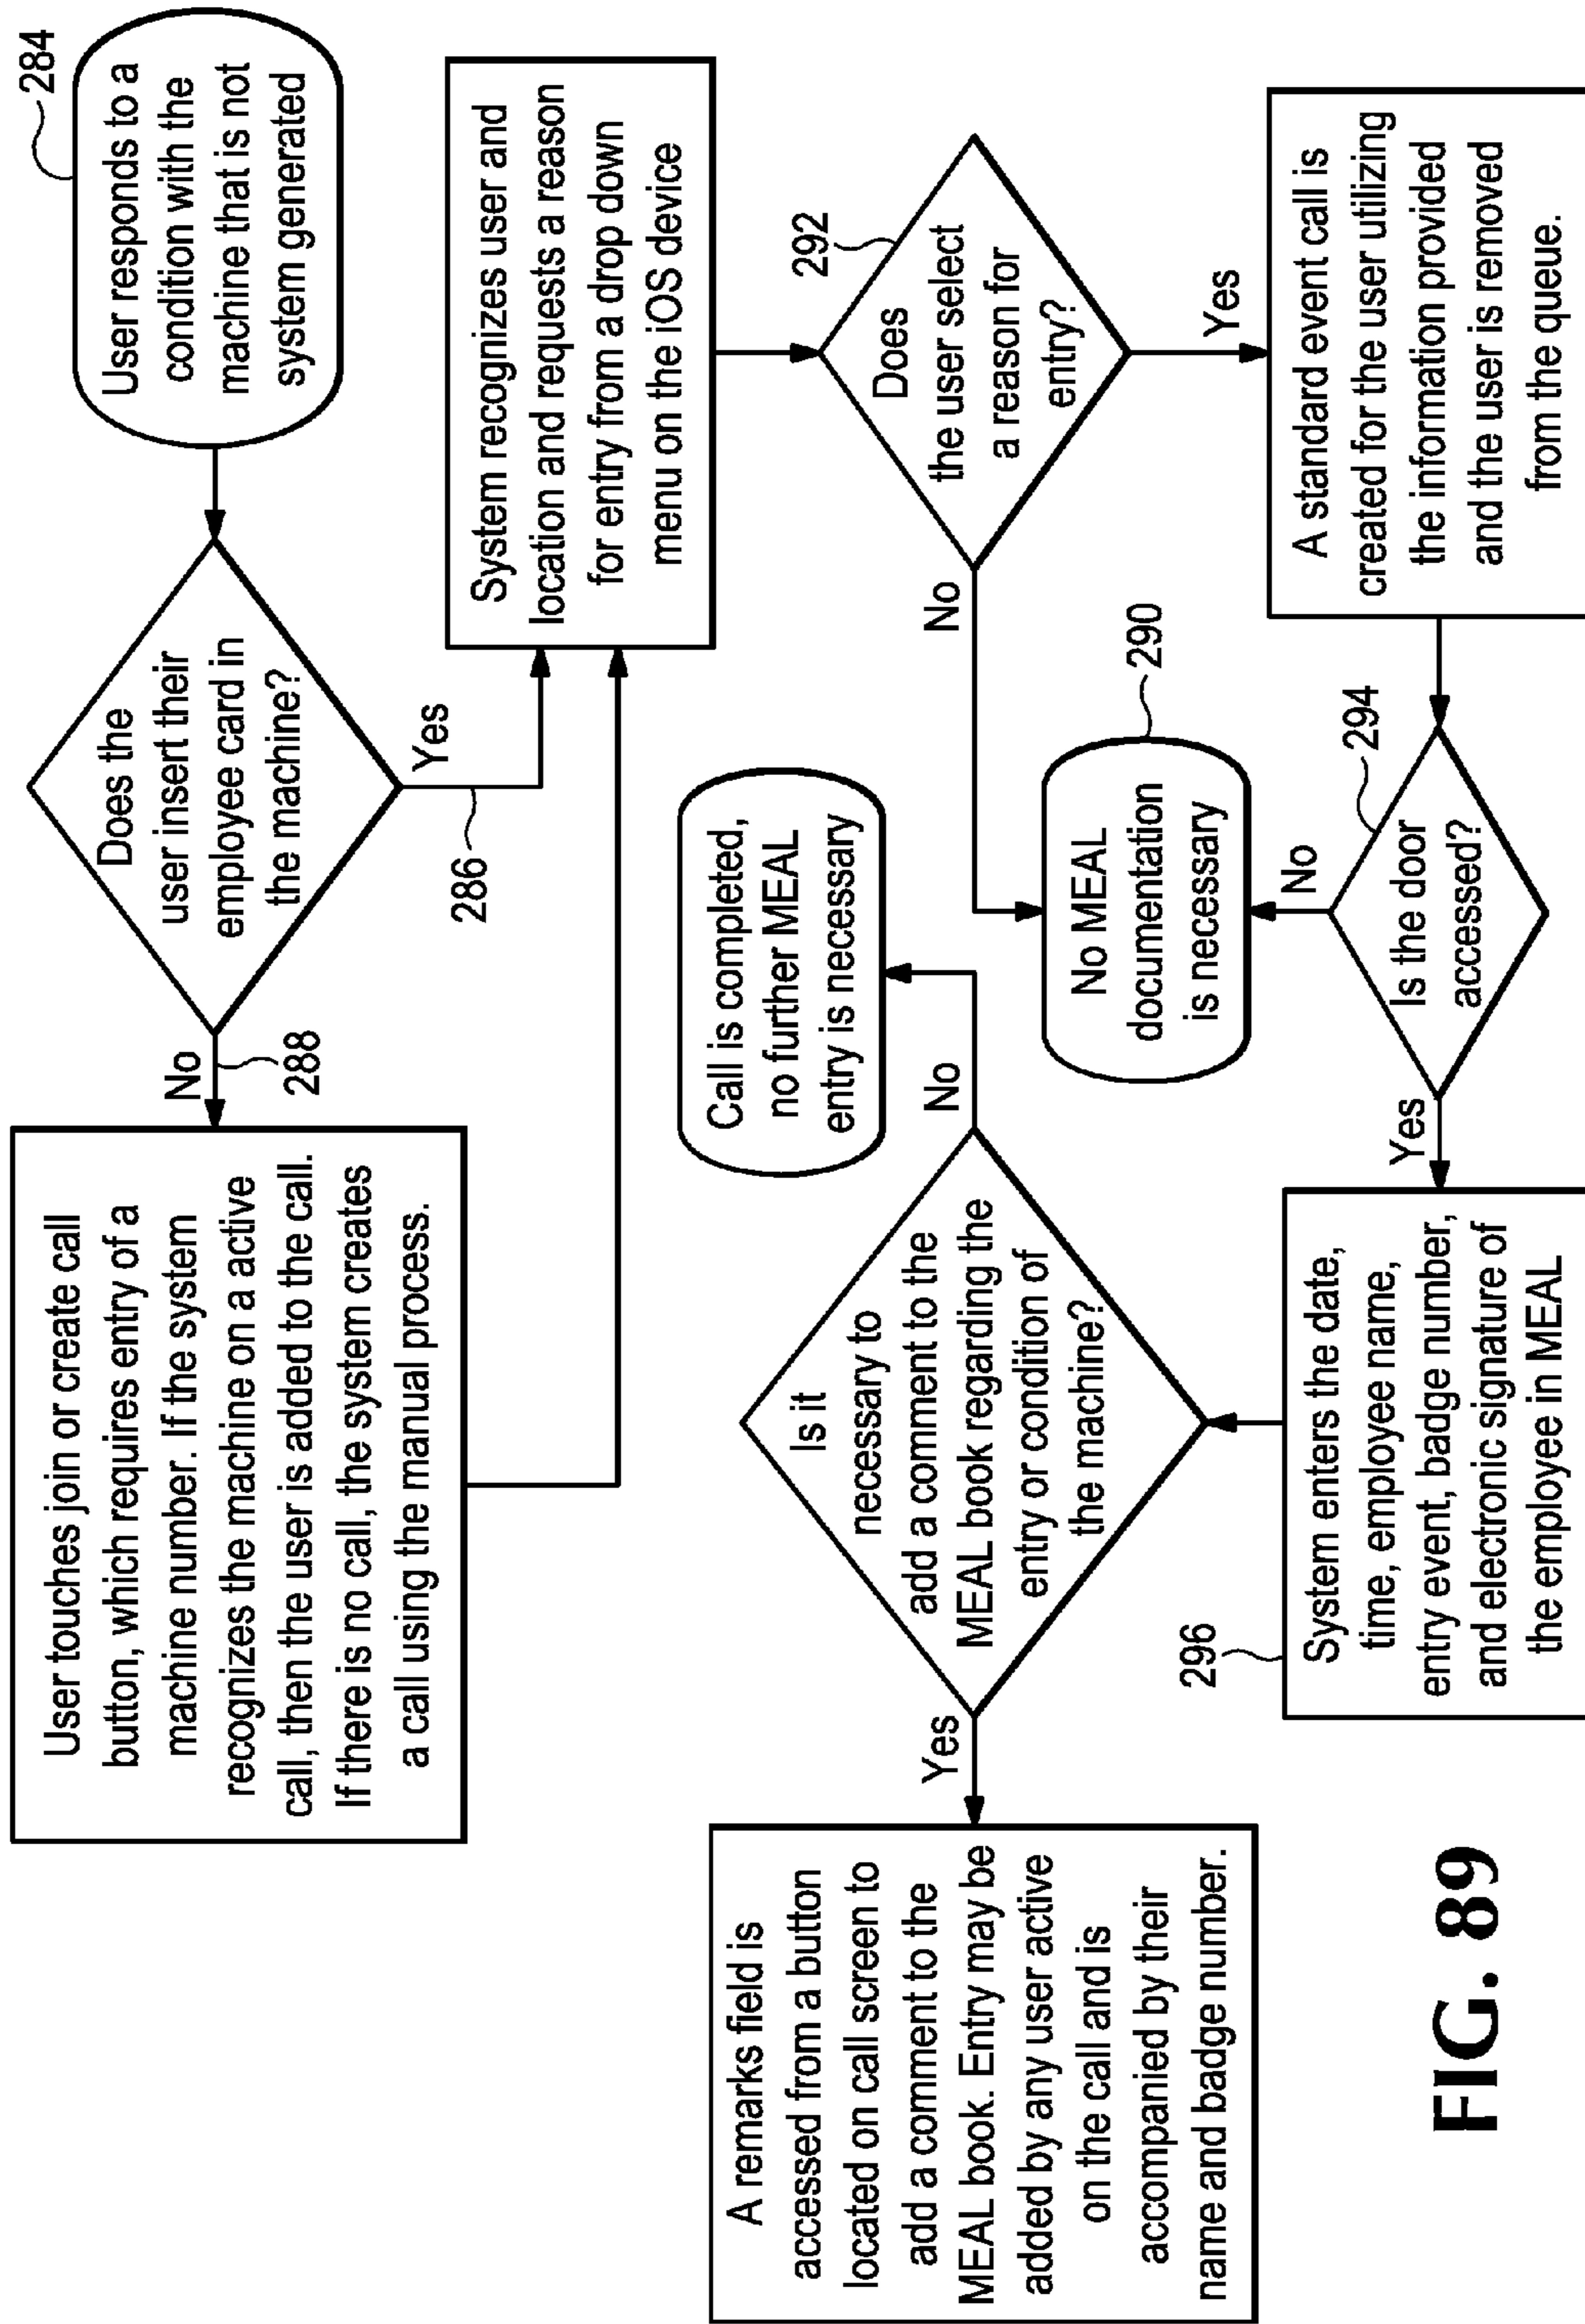 284
User responds to a
condition with the
machine that is not
system generated
Does the
user insert their
employee card in
the machine?
Yes
286
No
288
User touches join or create call
button, which requires entry of a
machine number. If the system
recognizes the machine on a active
call, then the user is added to the call.
If there is no call, the system creates
a call using the manual process.
System recognizes user and
location and requests a reason
for entry from a drop down
menu on the iOS device
292
Does
the user select
a reason for
entry?
No
Yes
290
No MEAL
documentation
is necessary
A standard event call is
created for the user utilizing
the information provided
and the user is removed
from the queue.
294
Is the door
accessed?
No
Yes
296
System enters the date,
time, employee name,
entry event, badge number,
and electronic signature of
the employee in MEAL
Is it
necessary to
add a comment to the
MEAL book regarding the
entry or condition of
the machine?
No
Call is completed,
no further MEAL
entry is necessary
Yes
A remarks field is
accessed from a button
located on call screen to
add a comment to the
MEAL book. Entry may be
added by any user active
on the call and is
accompanied by their
name and badge number.
FIG. 89